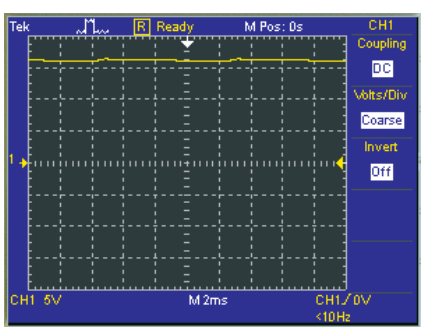 Tek R Ready M Pos: 0s CH1
Coupling
DC
Volts/Div
Coarse
Invert
Off
1
CH1 5V M 2ms CH1 / 0V
<10Hz